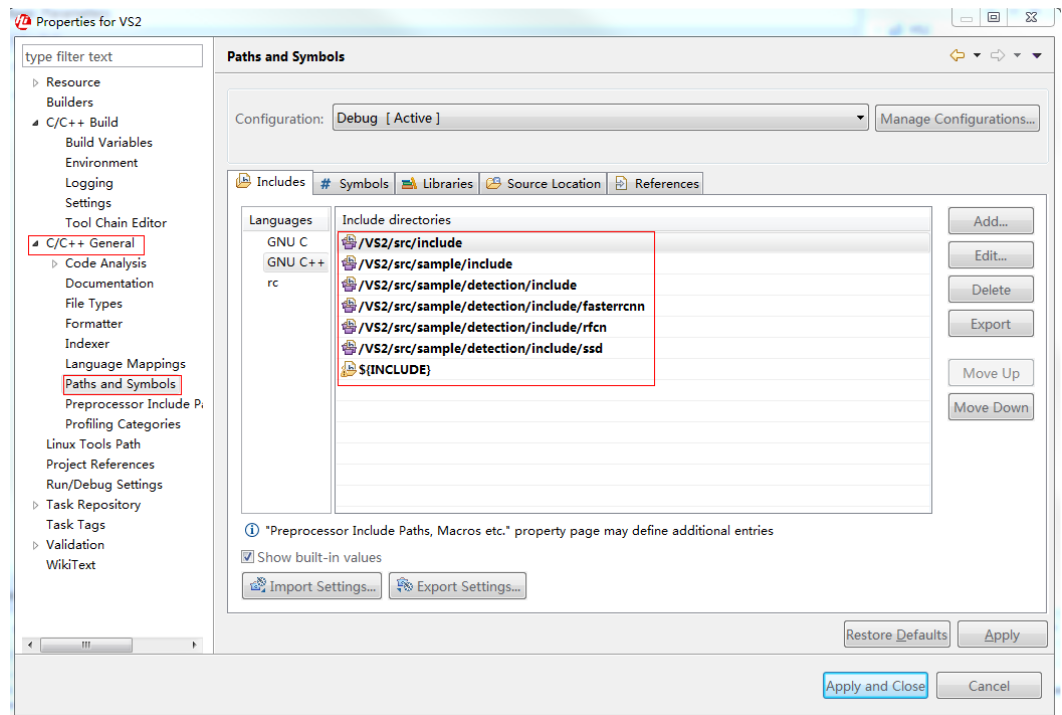 Properties for VS2
type filter text
Resource
Builders
C/C++ Build
Build Variables
Environment
Logging
Settings
Tool Chain Editor
C/C++ General
Code Analysis
Documentation
File Types
Formatter
Indexer
Language Mappings
Paths and Symbols
Preprocessor Include Pa
Profiling Categories
Linux Tools Path
Project References
Run/Debug Settings
Task Repository
Task Tags
Validation
WikiText
Paths and Symbols
Configuration: Debug [ Active ] Manage Configurations...
Includes # Symbols Libraries Source Location References
Languages Include directories
GNU C
GNU C++
rc
/VS2/src/include
/VS2/src/sample/include
/VS2/src/sample/detection/include
/VS2/src/sample/detection/include/fasterrcnn
/VS2/src/sample/detection/include/rfcn
/VS2/src/sample/detection/include/ssd
${INCLUDE}
Add...
Edit...
Delete
Export
Move Up
Move Down
"Preprocessor Include Paths, Macros etc." property page may define additional entries
Show built-in values
Import Settings... Export Settings...
Restore Defaults Apply
Apply and Close Cancel